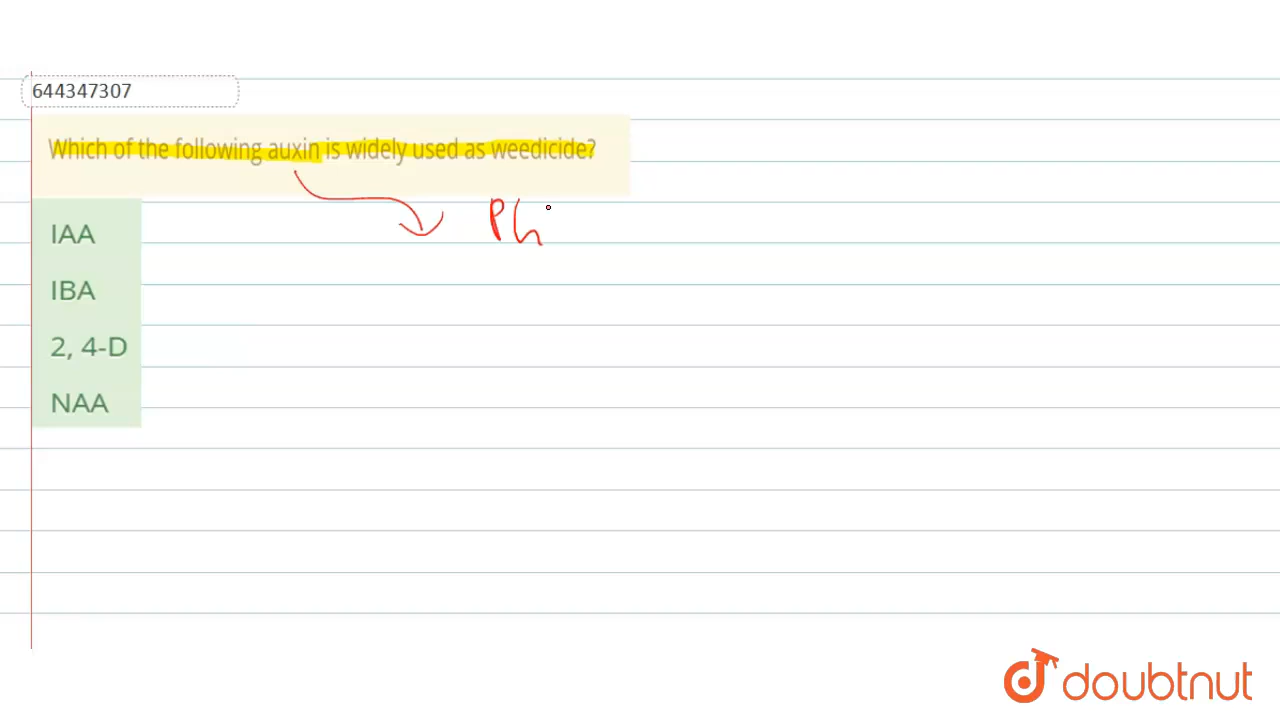 644347307
Which of the following auxin is widely used as weedicide?
Ph
IAA
IBA
2, 4-D
NAA
doubtnut